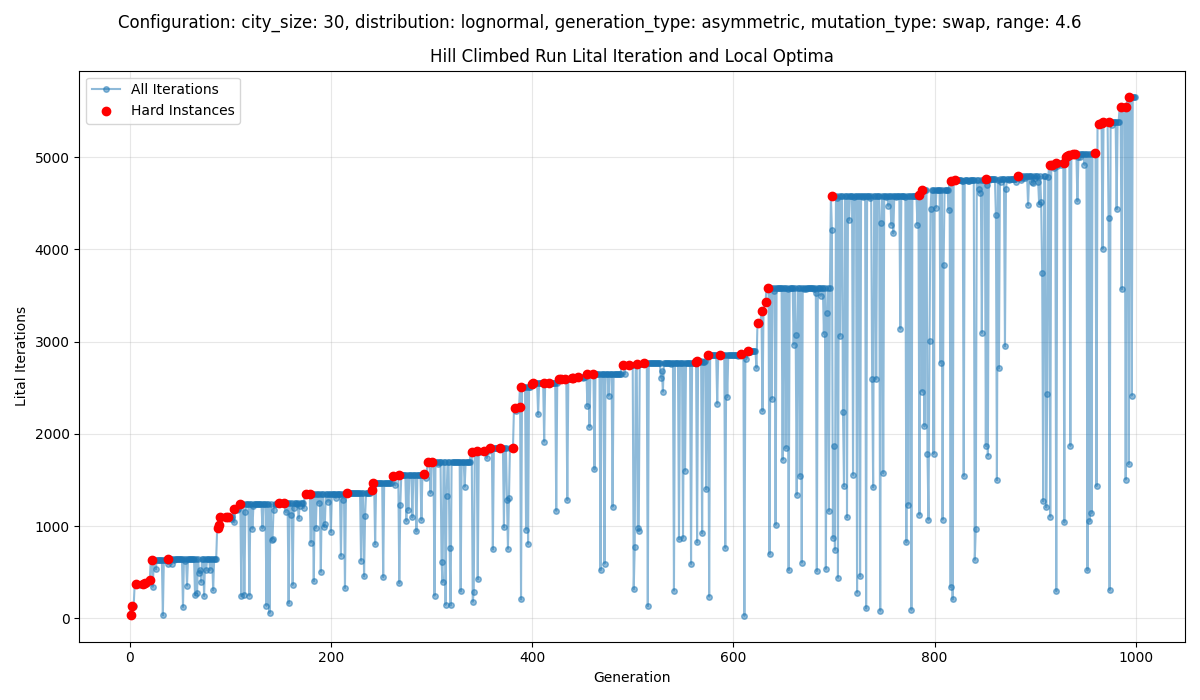 Configuration: city_size: 30, distribution: lognormal, generation_type: asymmetric, mutation_type: swap, range: 4.6
Hill Climbed Run Lital Iteration and Local Optima
All Iterations
Hard Instances
Lital Iterations
5000
4000
3000
2000
1000
0
0 200 400 600 800 1000
Generation